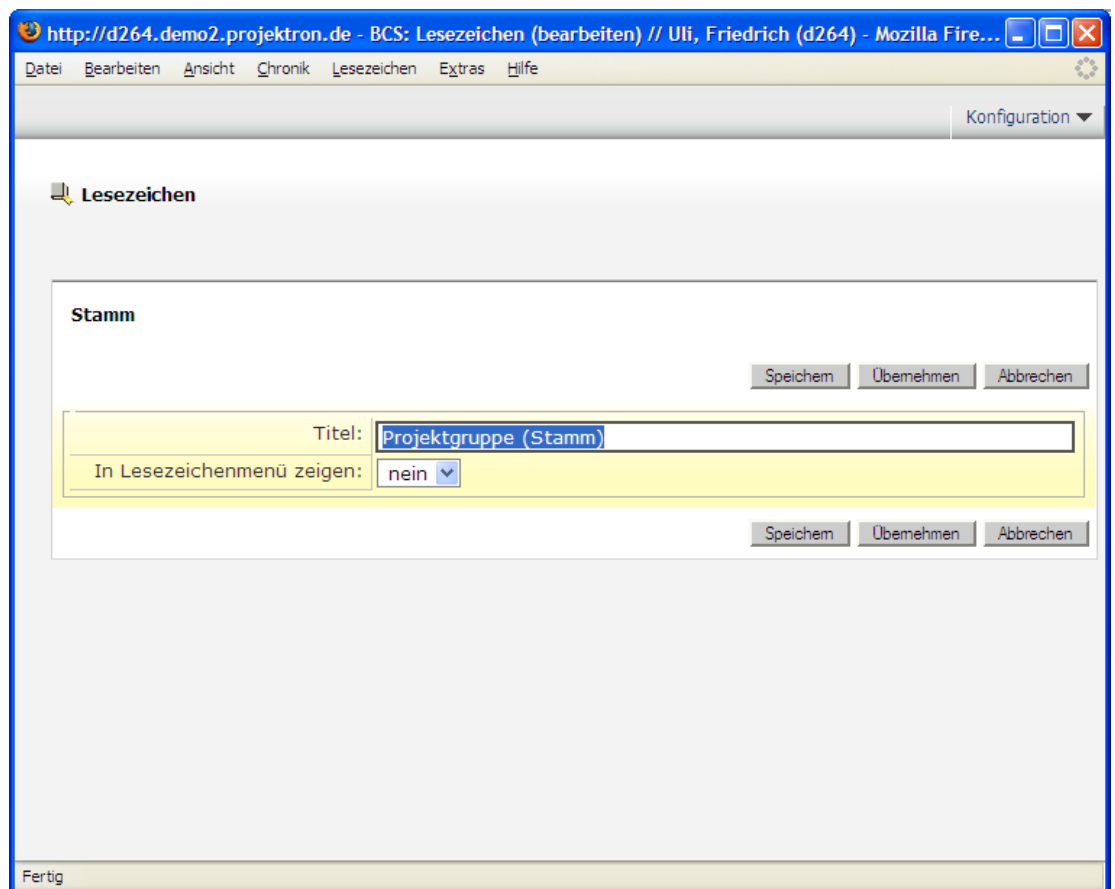 http://d264.demo2.projektron.de - BCS: Lesezeichen (bearbeiten) // Uli, Friedrich (d264) - Mozilla Fire...
Datei Bearbeiten Ansicht Chronik Lesezeichen Extras Hilfe
Konfiguration
Lesezeichen
Stamm
Speichern Übernehmen Abbrechen
Titel: Projektgruppe (Stamm)
In Lesezeichenmenü zeigen: nein
Speichern Übernehmen Abbrechen
Fertig